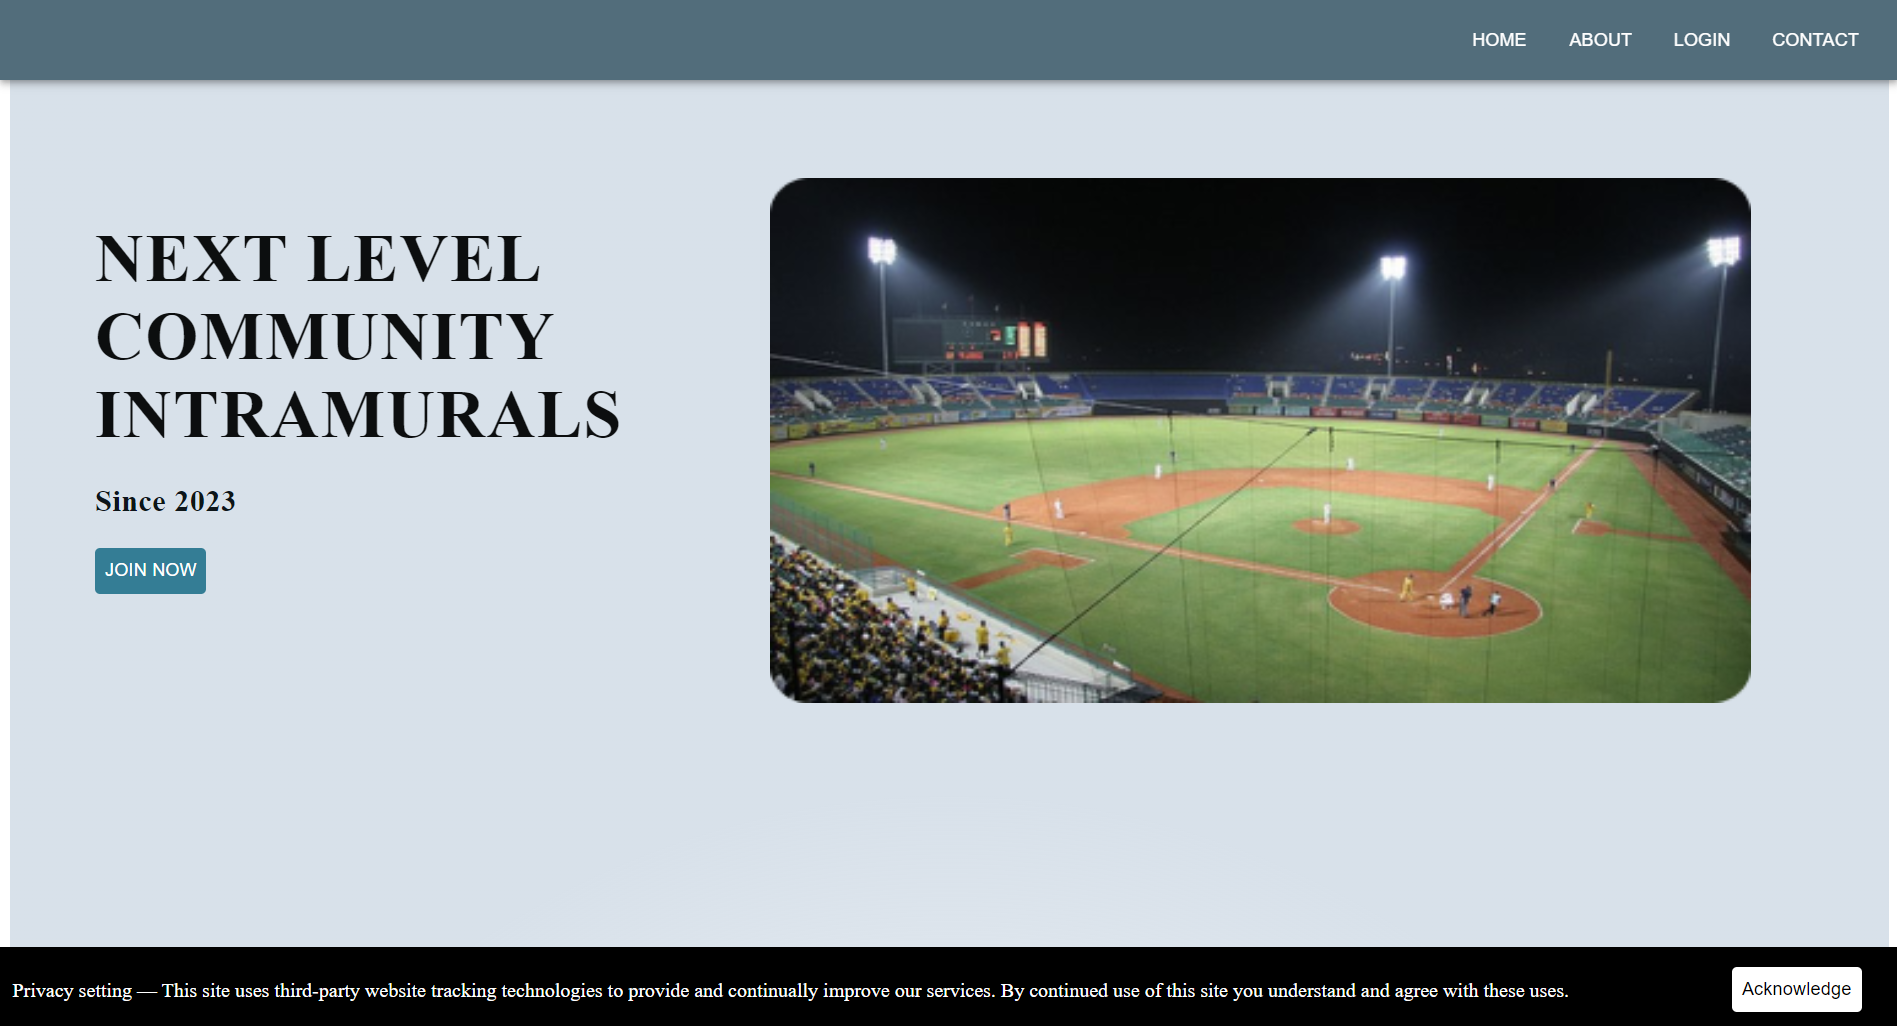 HOME ABOUT LOGIN CONTACT
NEXT LEVEL
COMMUNITY
INTRAMURALS
Since 2023
JOIN NOW
Privacy setting — This site uses third-party website tracking technologies to provide and continually improve our services. By continued use of this site you understand and agree with these uses.
Acknowledge